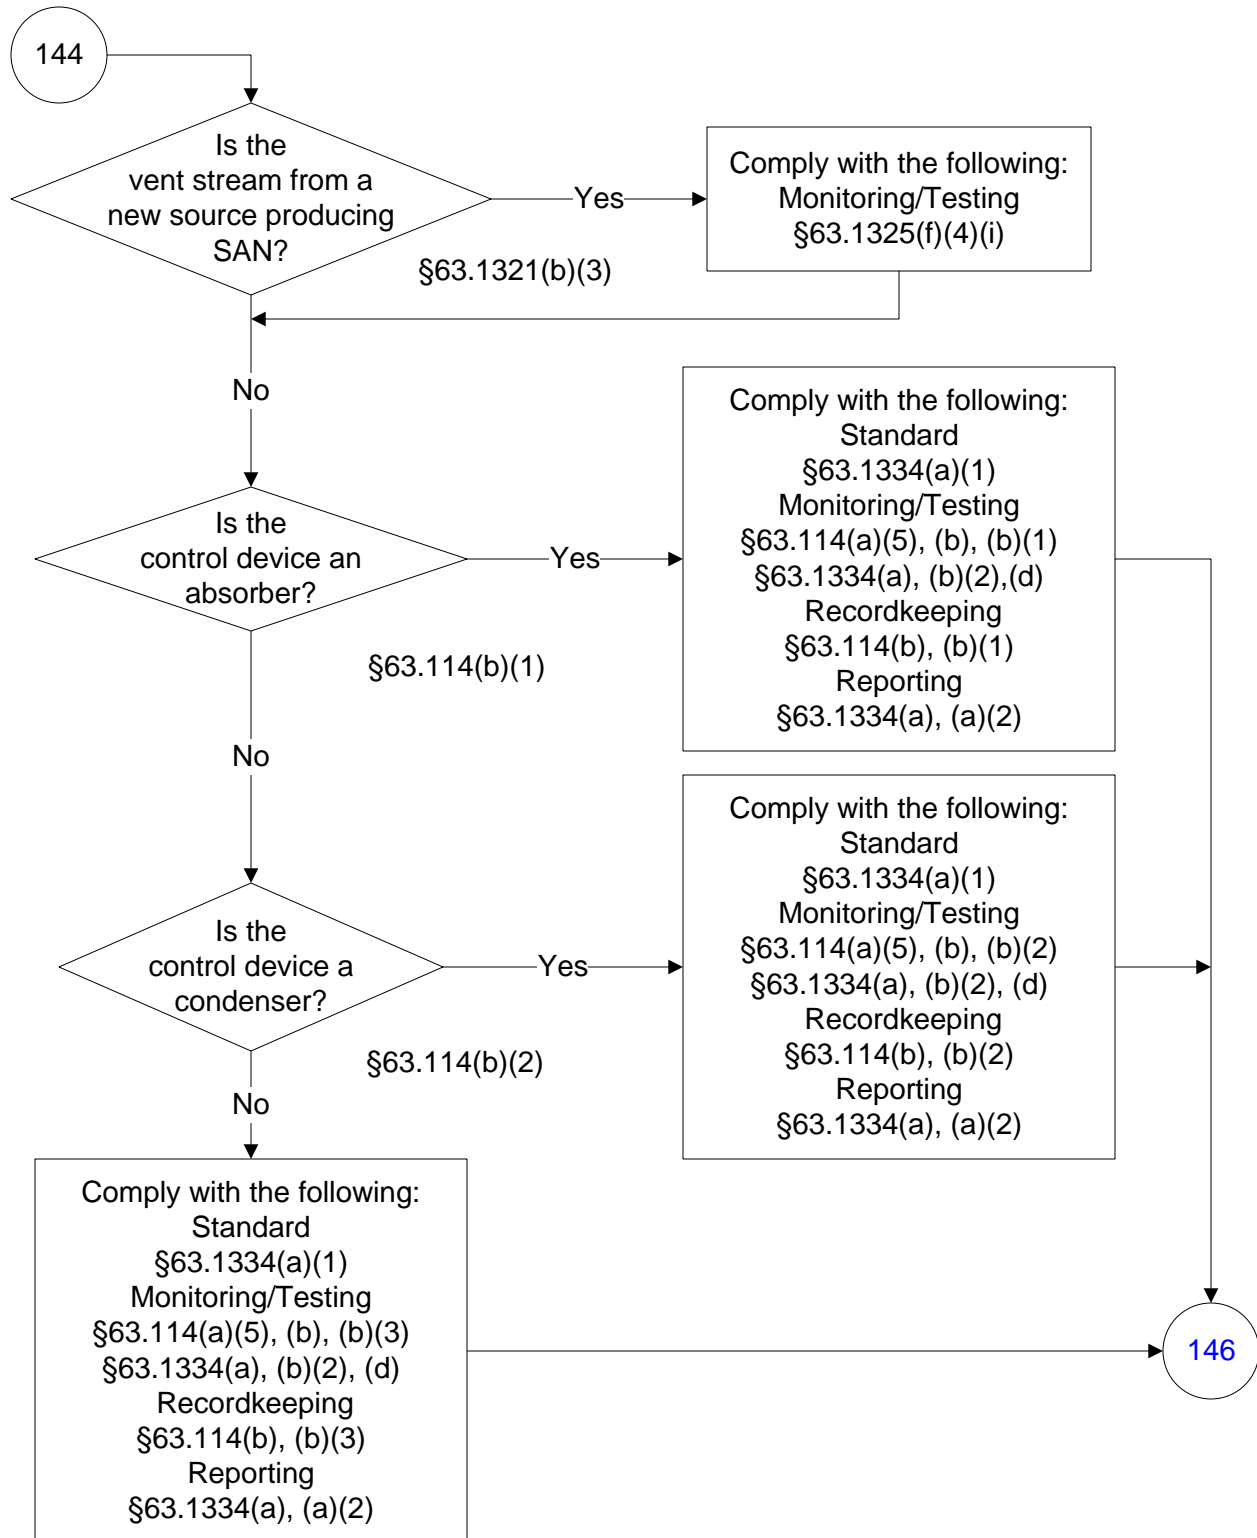 144
Is the
vent stream from a
new source producing
SAN?
Yes
§63.1321(b)(3)
Comply with the following:
Monitoring/Testing
§63.1325(f)(4)(i)
No
Is the
control device an
absorber?
Yes
§63.114(b)(1)
Comply with the following:
Standard
§63.1334(a)(1)
Monitoring/Testing
§63.114(a)(5), (b), (b)(1)
§63.1334(a), (b)(2),(d)
Recordkeeping
§63.114(b), (b)(1)
Reporting
§63.1334(a), (a)(2)
No
Is the
control device a
condenser?
Yes
§63.114(b)(2)
Comply with the following:
Standard
§63.1334(a)(1)
Monitoring/Testing
§63.114(a)(5), (b), (b)(2)
§63.1334(a), (b)(2), (d)
Recordkeeping
§63.114(b), (b)(2)
Reporting
§63.1334(a), (a)(2)
No
Comply with the following:
Standard
§63.1334(a)(1)
Monitoring/Testing
§63.114(a)(5), (b), (b)(3)
§63.1334(a), (b)(2), (d)
Recordkeeping
§63.114(b), (b)(3)
Reporting
§63.1334(a), (a)(2)
146